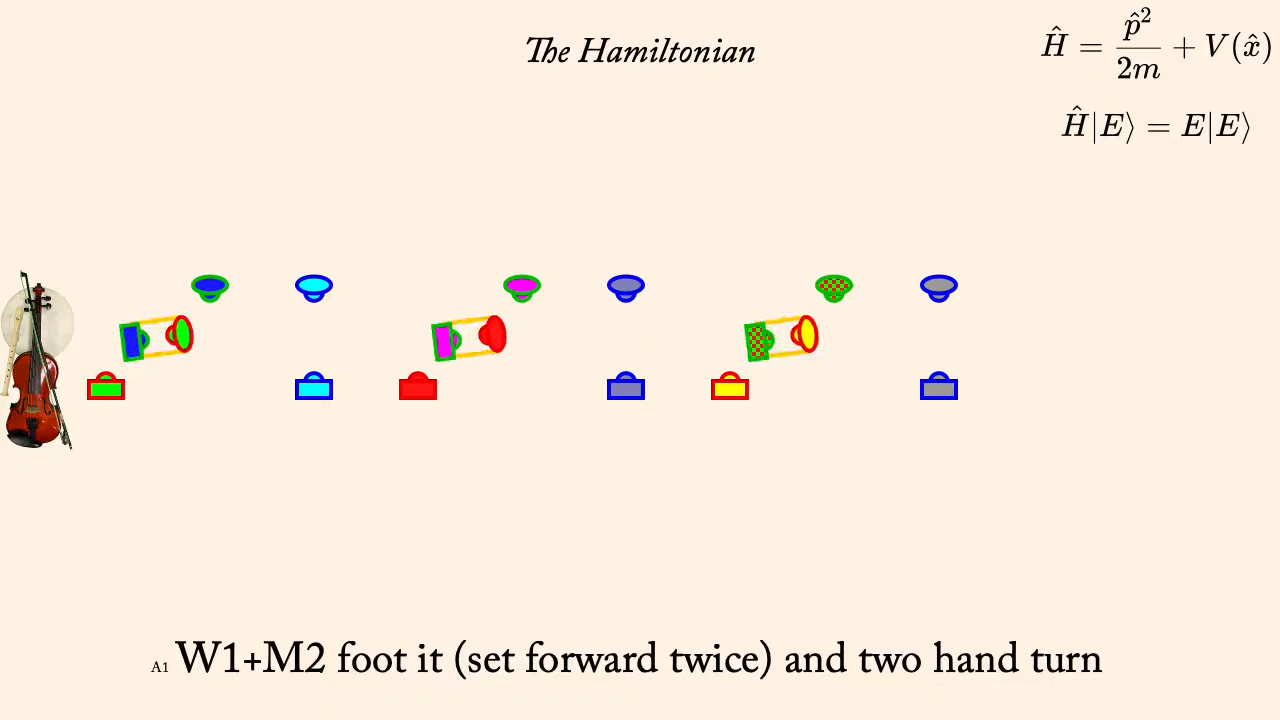 The Hamiltonian
Ĥ = p̂²/2m + V(x̂)
Ĥ|E⟩ = E|E⟩
A1 W1+M2 foot it (set forward twice) and two hand turn